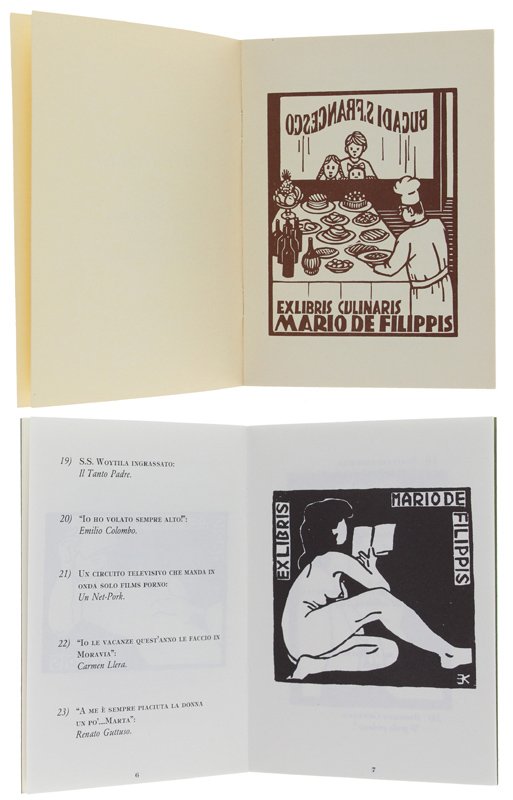 BUCA DI S. FRANCESCO
EXLIBRIS CULINARIS
MARIO DE FILIPPIS
19) S.S. WOYTILA INGRASSATO:
Il Tanto Padre.
20) "IO HO VOLATO SEMPRE ALTO!":
Emilio Colombo.
21) UN CIRCUITO TELEVISIVO CHE MANDA IN
ONDA SOLO FILMS PORNO:
Un Net-Pork.
22) "IO LE VACANZE QUEST'ANNO LE FACCIO IN
MORAVIA":
Carmen Llera.
23) "A ME È SEMPRE PIACIUTA LA DONNA
UN PO'....MARTA":
Renato Guttuso.
6
EXLIBRIS
MARIO DE
FILIPPIS
EK
7